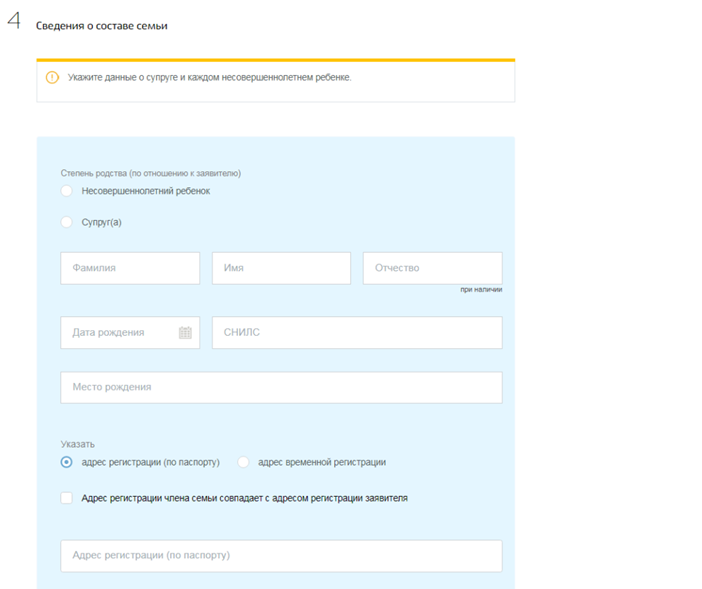 4 Сведения о составе семьи
Укажите данные о супруге и каждом несовершеннолетнем ребенке.
Степень родства (по отношению к заявителю)
Несовершеннолетний ребенок
Супруг(а)
Фамилия Имя Отчество
при наличии
Дата рождения СНИЛС
Место рождения
Указать
адрес регистрации (по паспорту) адрес временной регистрации
Адрес регистрации члена семьи совпадает с адресом регистрации заявителя
Адрес регистрации (по паспорту)